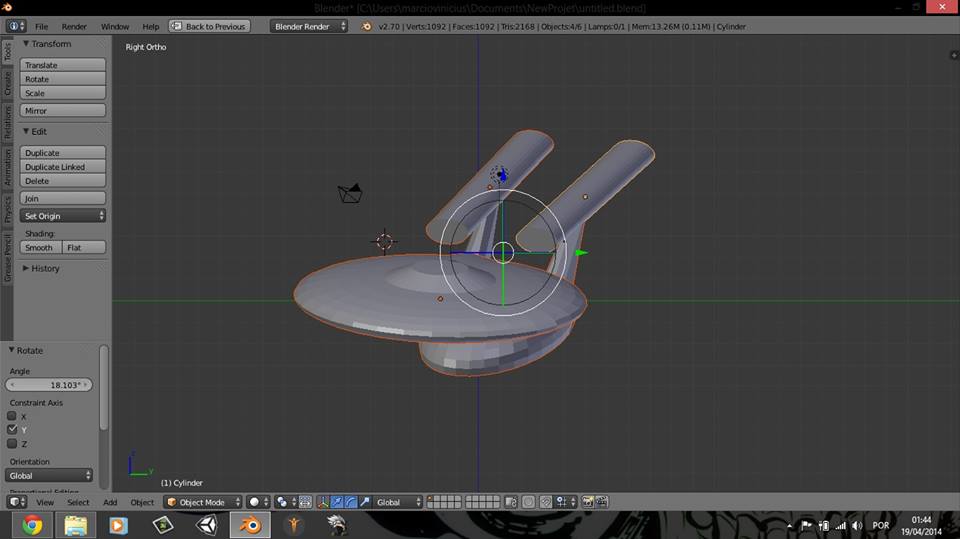 Blender* [C:\Users\marciovinicius\Documents\NewProjet\untitled.blend]
File Render Window Help Back to Previous Blender Render v2.70 | Verts:1092 | Faces:1092 | Tris:2168 | Objects:4/6 | Lamps:0/1 | Mem:13.26M (0.11M) | Cylinder
Tools
Create
Relations
Animation
Physics
Grease Pencil
Transform
Translate
Rotate
Scale
Mirror
Edit
Duplicate
Duplicate Linked
Delete
Join
Set Origin
Shading:
Smooth Flat
History
Rotate
Angle
18.103°
Constraint Axis
X
Y
Z
Orientation
Global
Proportional Editing
Right Ortho
z
y
(1) Cylinder
View Select Add Object Object Mode Global
POR
01:44
19/04/2014